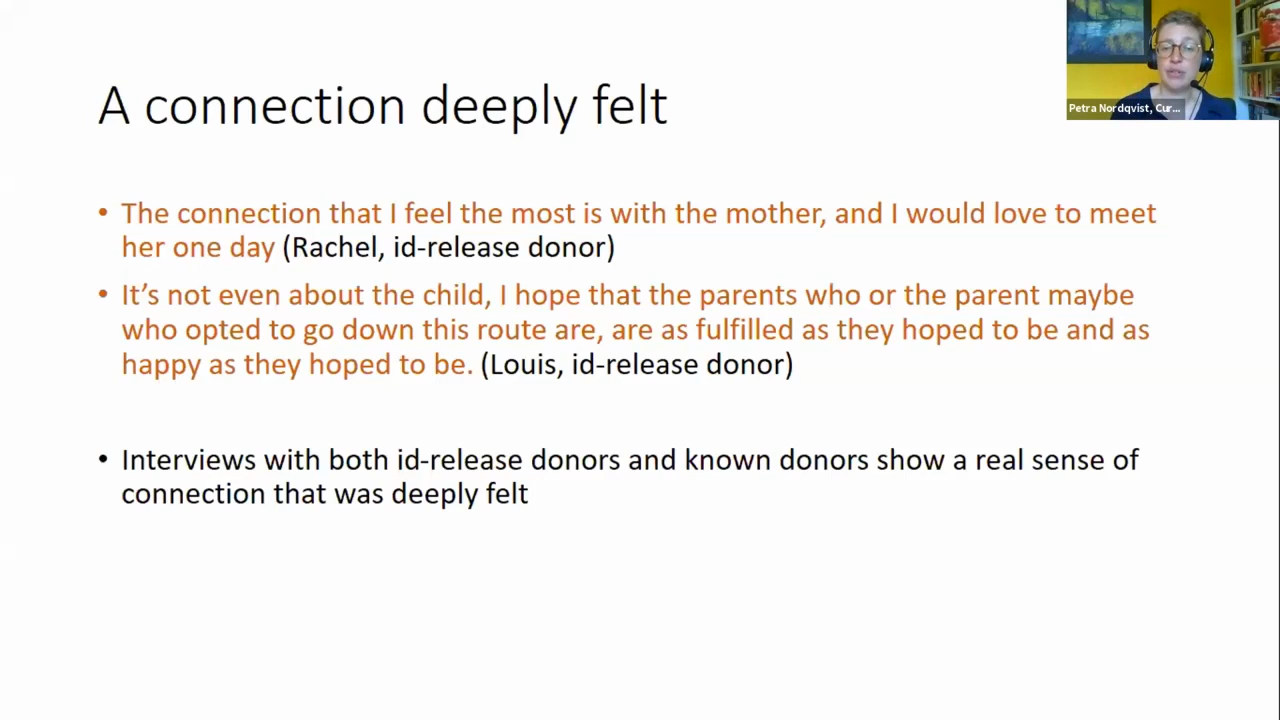 A connection deeply felt
Petra Nordqvist, Cur...
• The connection that I feel the most is with the mother, and I would love to meet
her one day (Rachel, id-release donor)
• It’s not even about the child, I hope that the parents who or the parent maybe
who opted to go down this route are, are as fulfilled as they hoped to be and as
happy as they hoped to be. (Louis, id-release donor)
• Interviews with both id-release donors and known donors show a real sense of
connection that was deeply felt